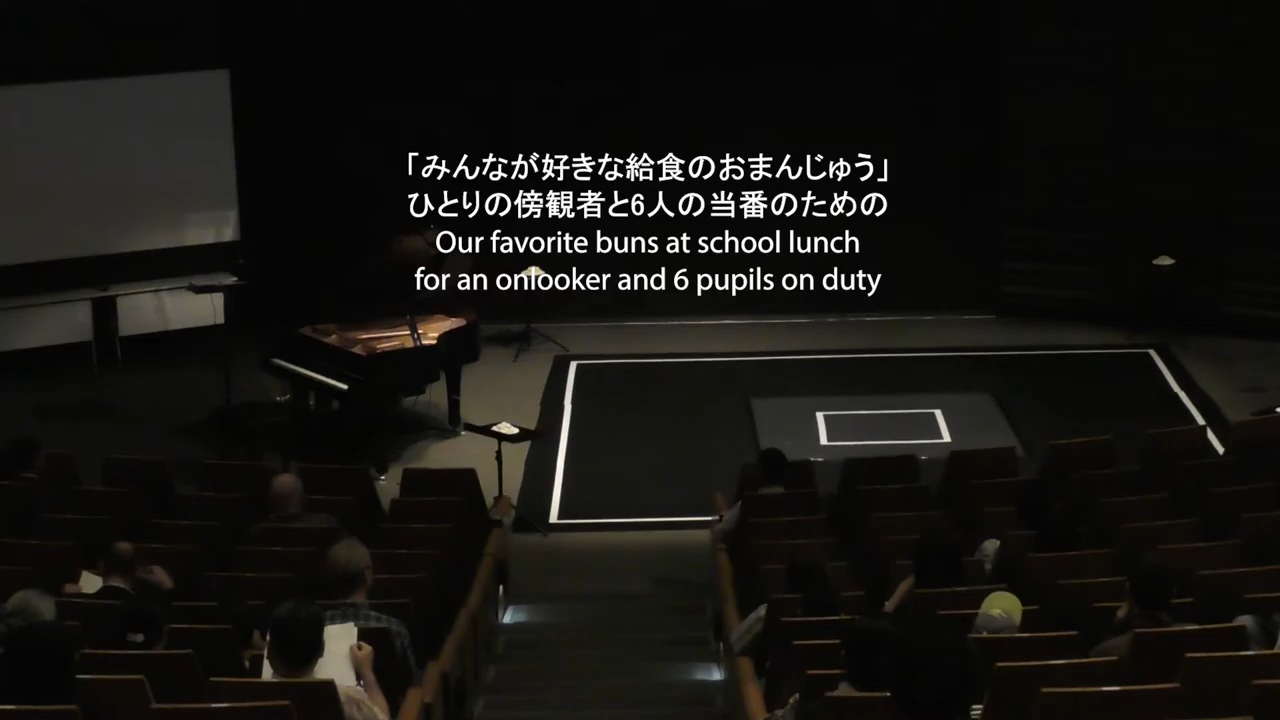 「みんなが好きな給食のおまんじゅう」
ひとりの傍観者と6人の当番のための
Our favorite buns at school lunch
for an onlooker and 6 pupils on duty